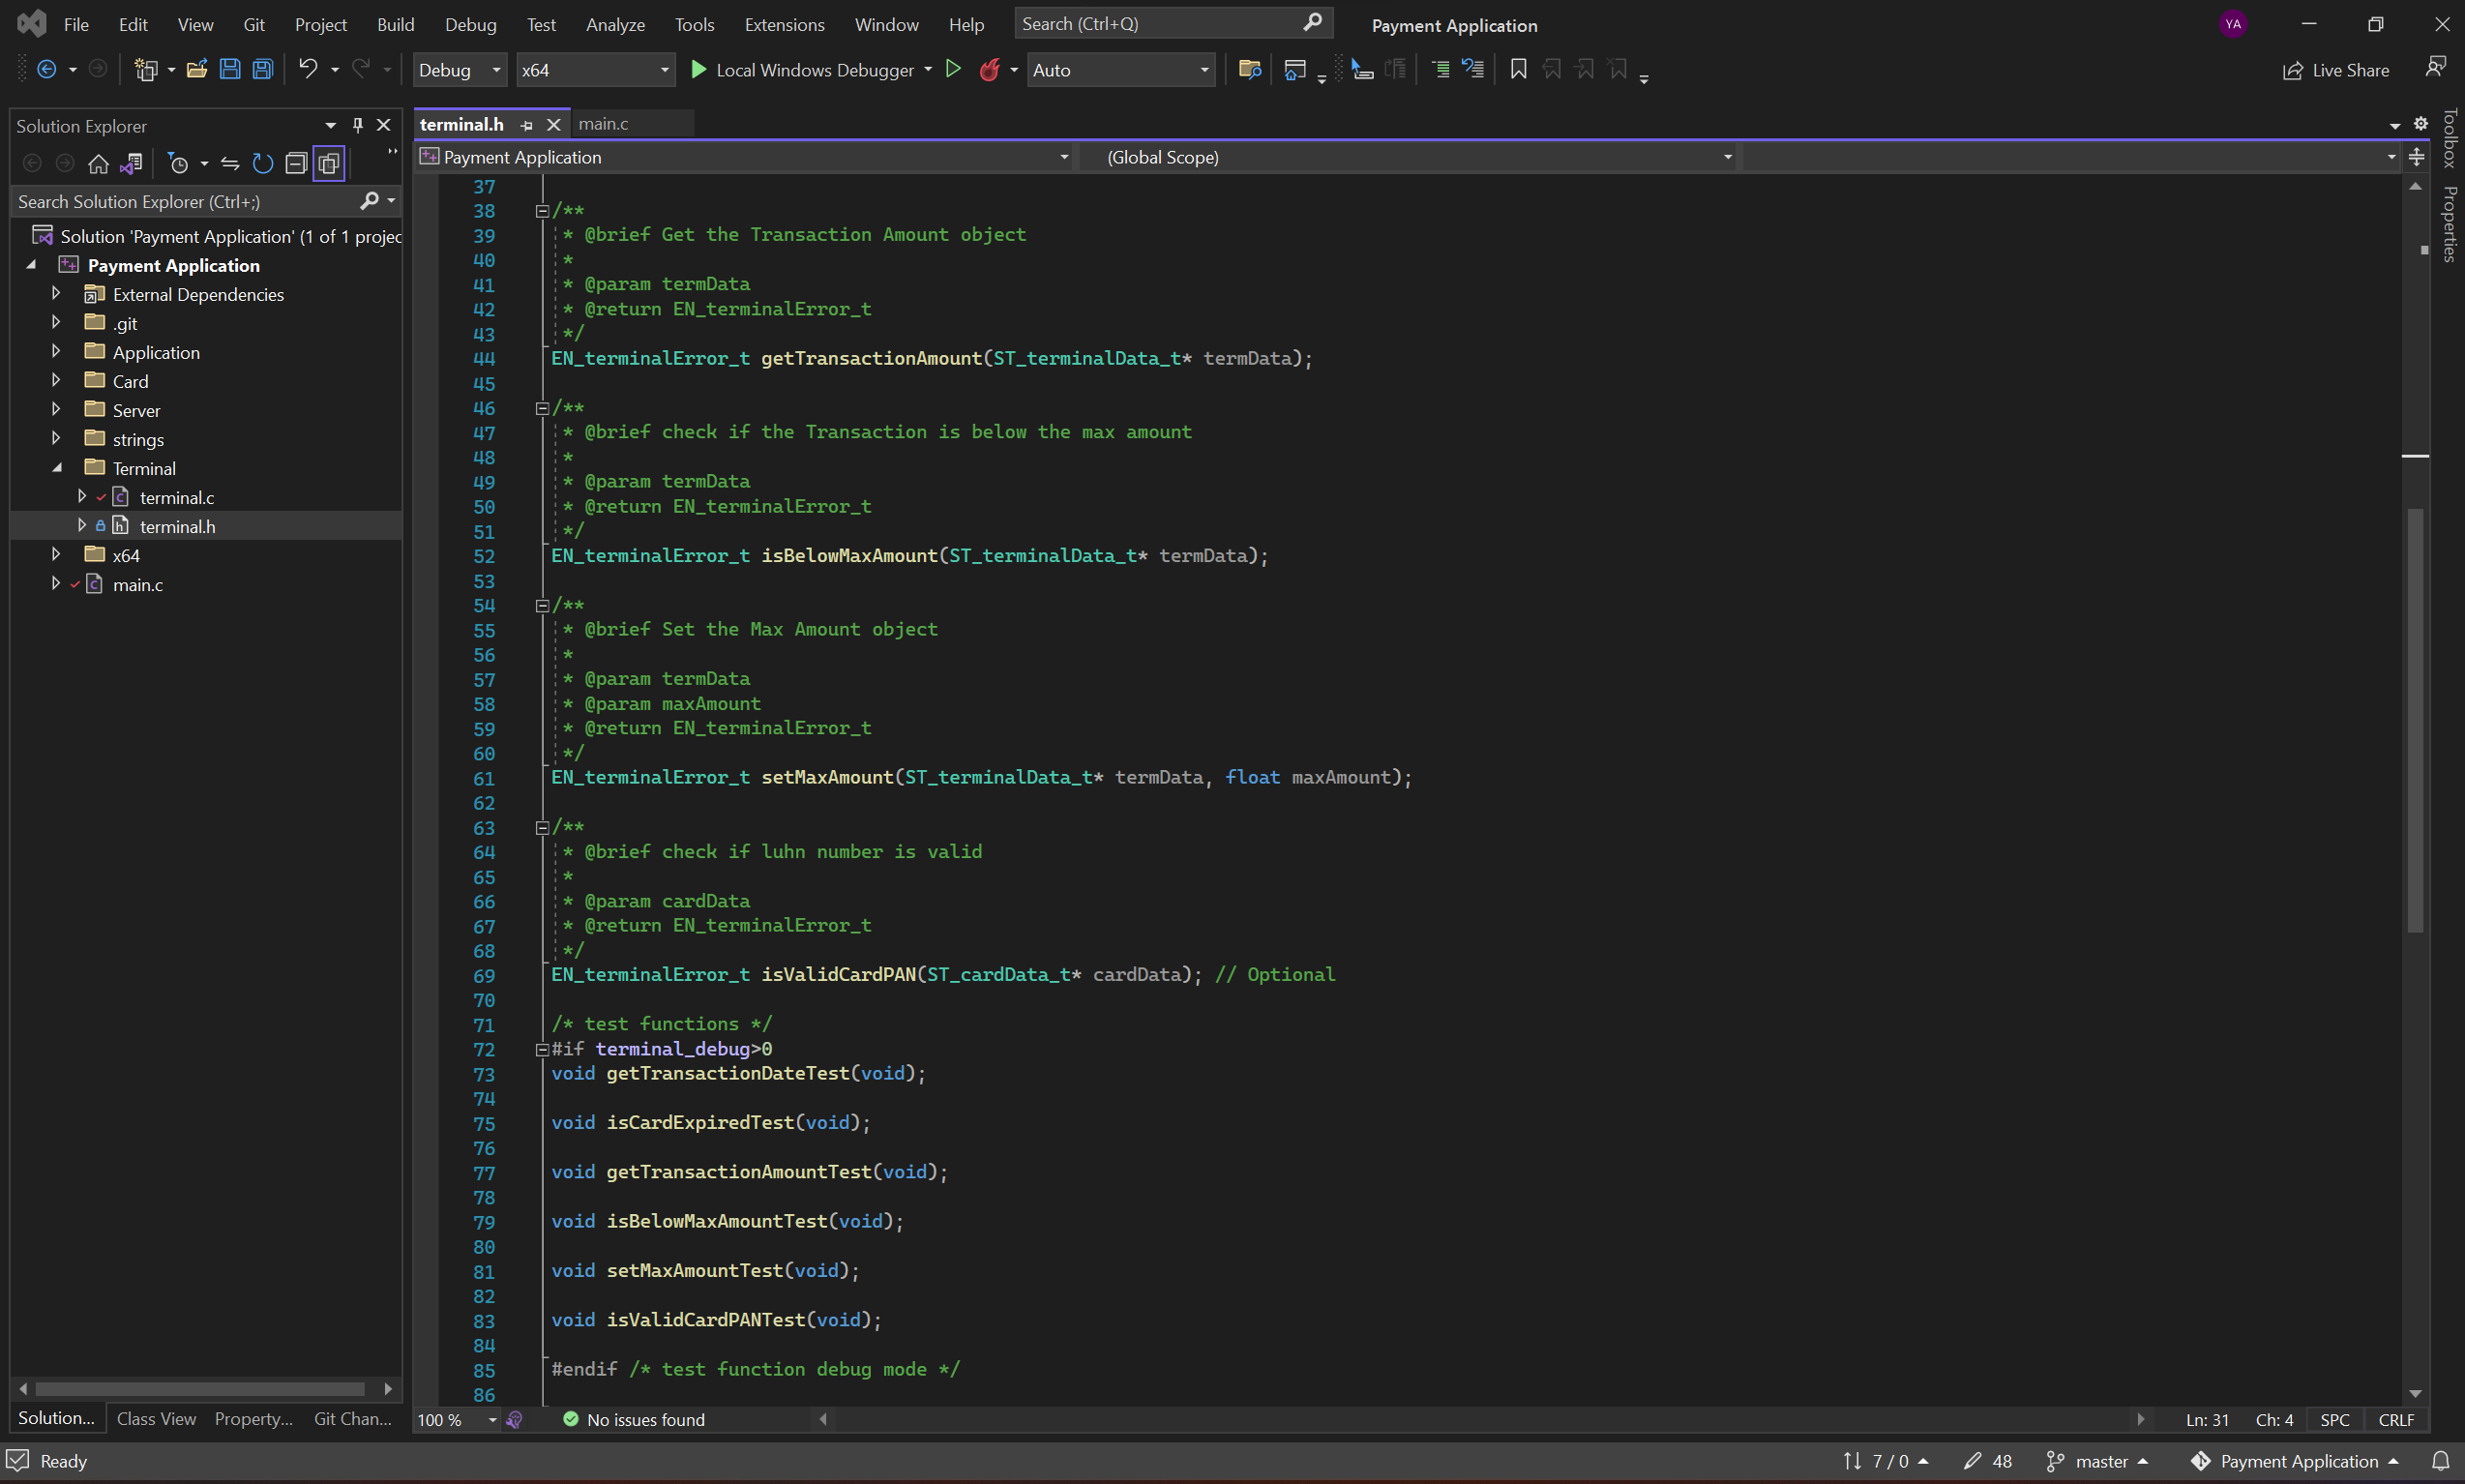 File Edit View Git Project Build Debug Test Analyze Tools Extensions Window Help Search (Ctrl+Q) Payment Application YA
Debug x64 Local Windows Debugger Auto Live Share
Solution Explorer
Search Solution Explorer (Ctrl+;)
Solution 'Payment Application' (1 of 1 projec
Payment Application
External Dependencies
.git
Application
Card
Server
strings
Terminal
terminal.c
terminal.h
x64
main.c
Solution... Class View Property... Git Chan...
terminal.h main.c
Payment Application (Global Scope)
37
38 /**
39 * @brief Get the Transaction Amount object
40 *
41 * @param termData
42 * @return EN_terminalError_t
43 */
44 EN_terminalError_t getTransactionAmount(ST_terminalData_t* termData);
45
46 /**
47 * @brief check if the Transaction is below the max amount
48 *
49 * @param termData
50 * @return EN_terminalError_t
51 */
52 EN_terminalError_t isBelowMaxAmount(ST_terminalData_t* termData);
53
54 /**
55 * @brief Set the Max Amount object
56 *
57 * @param termData
58 * @param maxAmount
59 * @return EN_terminalError_t
60 */
61 EN_terminalError_t setMaxAmount(ST_terminalData_t* termData, float maxAmount);
62
63 /**
64 * @brief check if luhn number is valid
65 *
66 * @param cardData
67 * @return EN_terminalError_t
68 */
69 EN_terminalError_t isValidCardPAN(ST_cardData_t* cardData); // Optional
70
71 /* test functions */
72 #if terminal_debug>0
73 void getTransactionDateTest(void);
74
75 void isCardExpiredTest(void);
76
77 void getTransactionAmountTest(void);
78
79 void isBelowMaxAmountTest(void);
80
81 void setMaxAmountTest(void);
82
83 void isValidCardPANTest(void);
84
85 #endif /* test function debug mode */
86
100 % No issues found Ln: 31 Ch: 4 SPC CRLF
Toolbox
Properties
Ready 7 / 0 48 master Payment Application